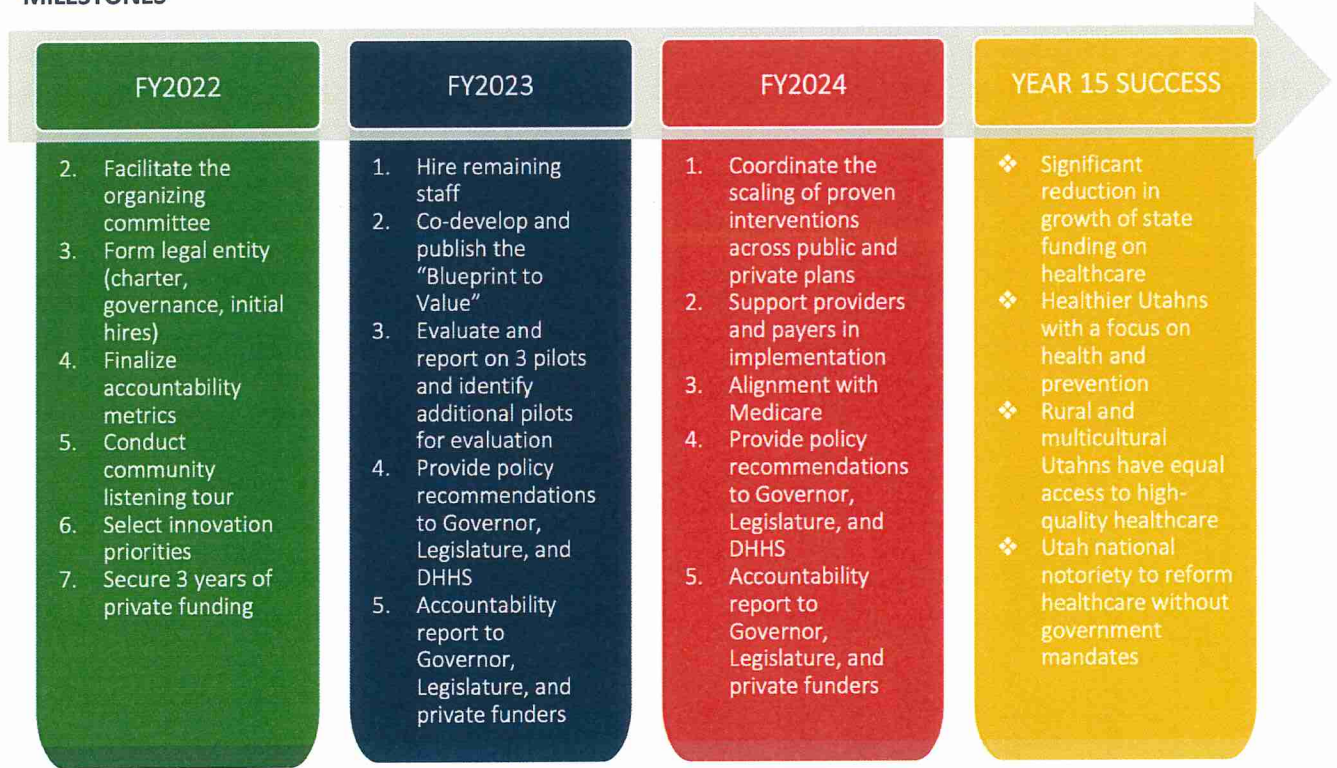 MILESTONES
FY2022
2. Facilitate the
organizing
committee
3. Form legal entity
(charter,
governance, initial
hires)
4. Finalize
accountability
metrics
5. Conduct
community
listening tour
6. Select innovation
priorities
7. Secure 3 years of
private funding
FY2023
1. Hire remaining
staff
2. Co-develop and
publish the
“Blueprint to
Value”
3. Evaluate and
report on 3 pilots
and identify
additional pilots
for evaluation
4. Provide policy
recommendations
to Governor,
Legislature, and
DHHS
5. Accountability
report to
Governor,
Legislature, and
private funders
FY2024
1. Coordinate the
scaling of proven
interventions
across public and
private plans
2. Support providers
and payers in
implementation
3. Alignment with
Medicare
4. Provide policy
recommendations
to Governor,
Legislature, and
DHHS
5. Accountability
report to
Governor,
Legislature, and
private funders
YEAR 15 SUCCESS
❖ Significant
reduction in
growth of state
funding on
healthcare
❖ Healthier Utahns
with a focus on
health and
prevention
❖ Rural and
multicultural
Utahns have equal
access to high-
quality healthcare
❖ Utah national
notoriety to reform
healthcare without
government
mandates